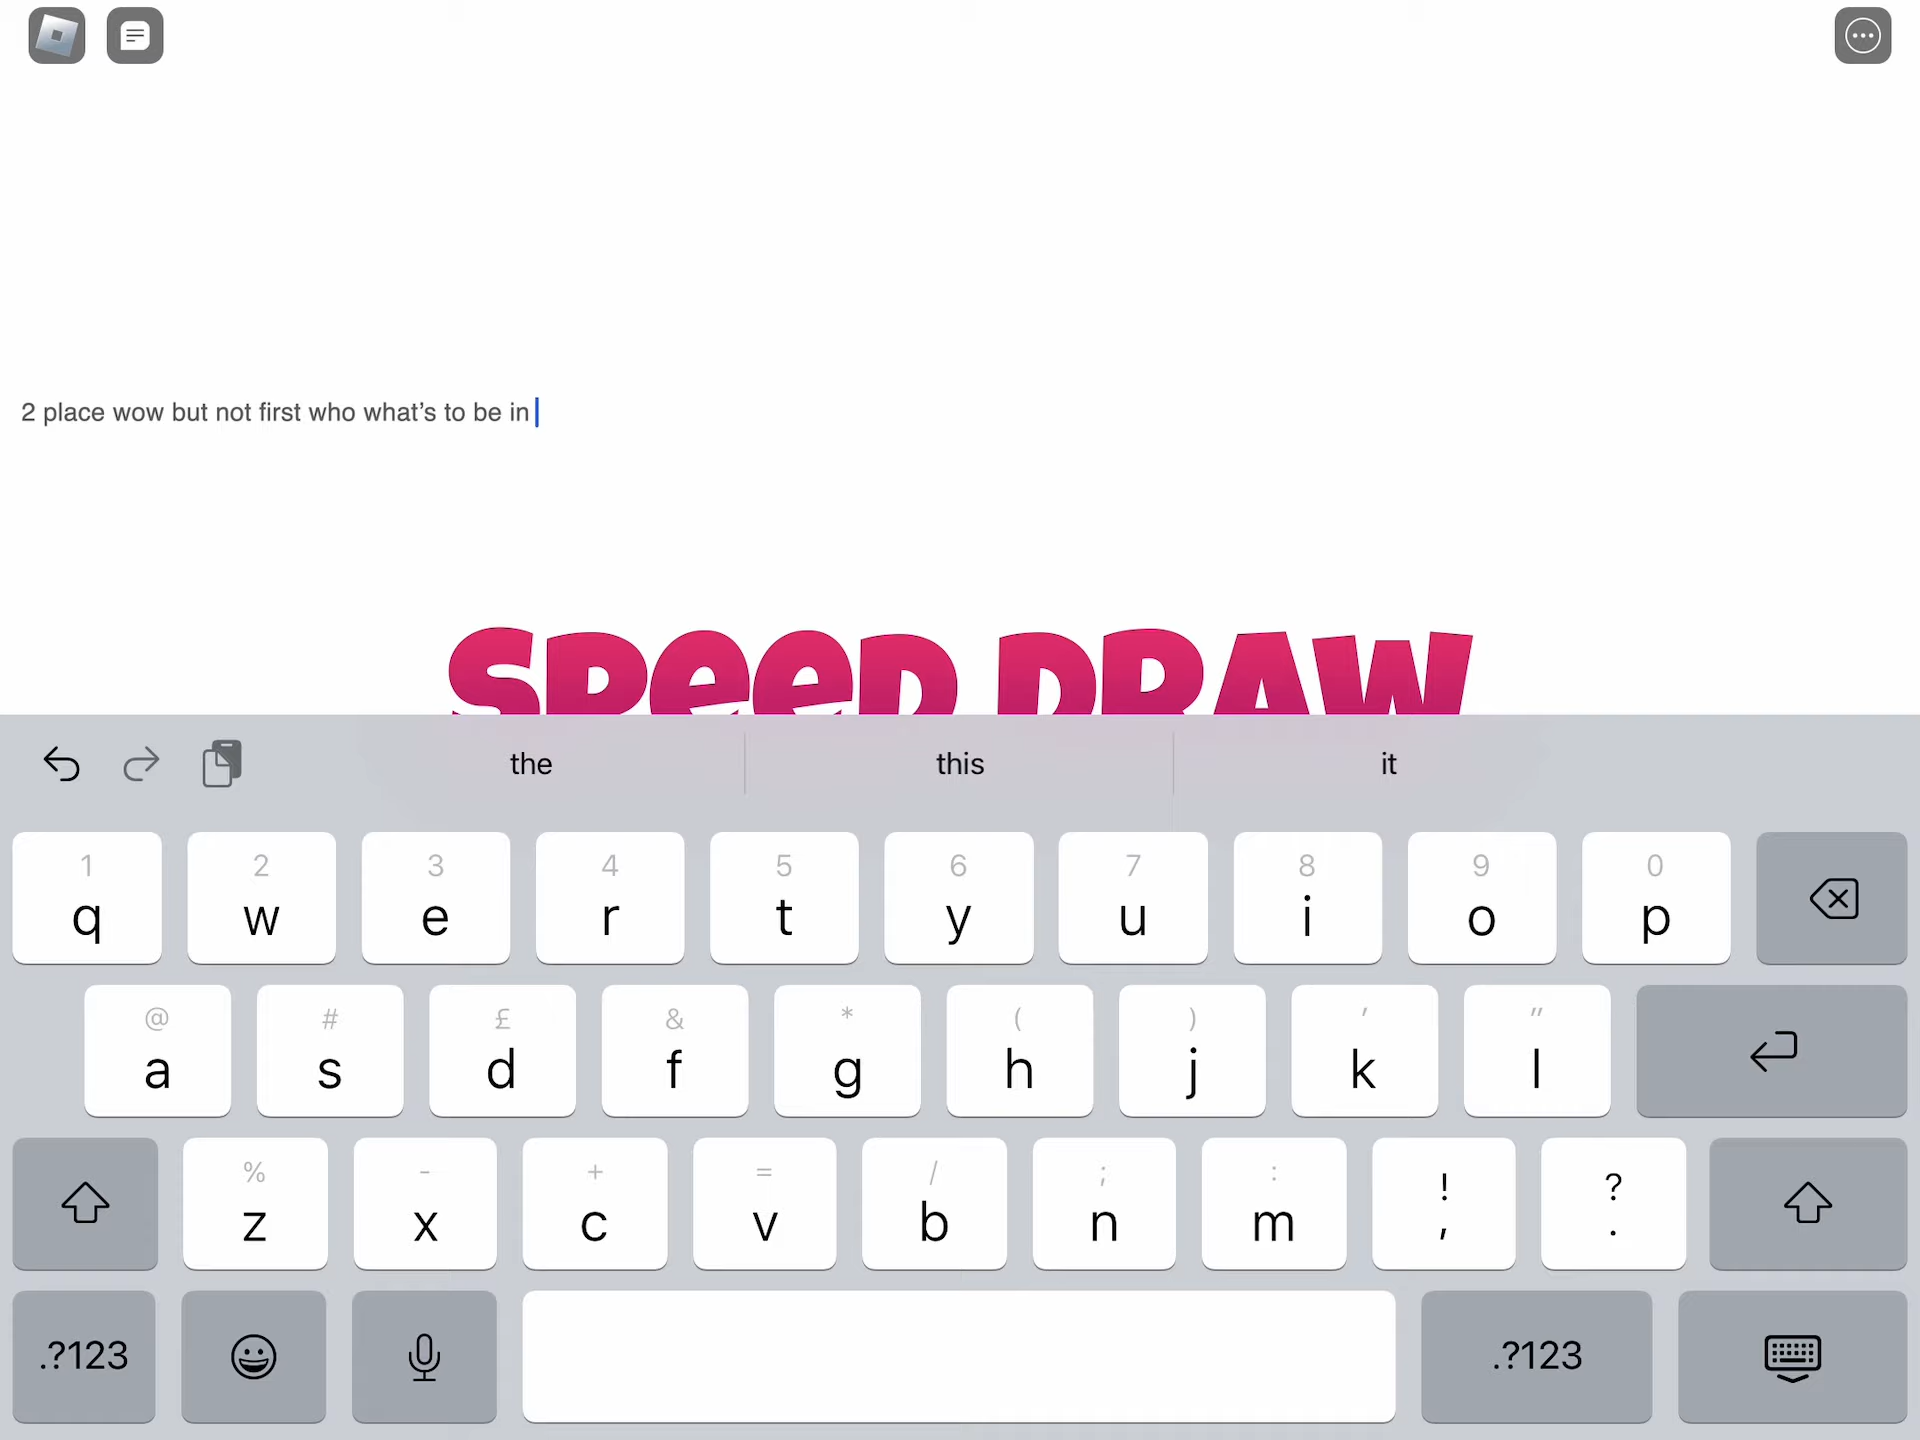 2 place wow but not first who what’s to be in
SPEED DRAW
the this it
1 2 3 4 5 6 7 8 9 0
q w e r t y u i o p
@ # £ & * ( ) ' "
a s d f g h j k l
% - + = / ; : ! ?
z x c v b n m , .
.?123 .?123